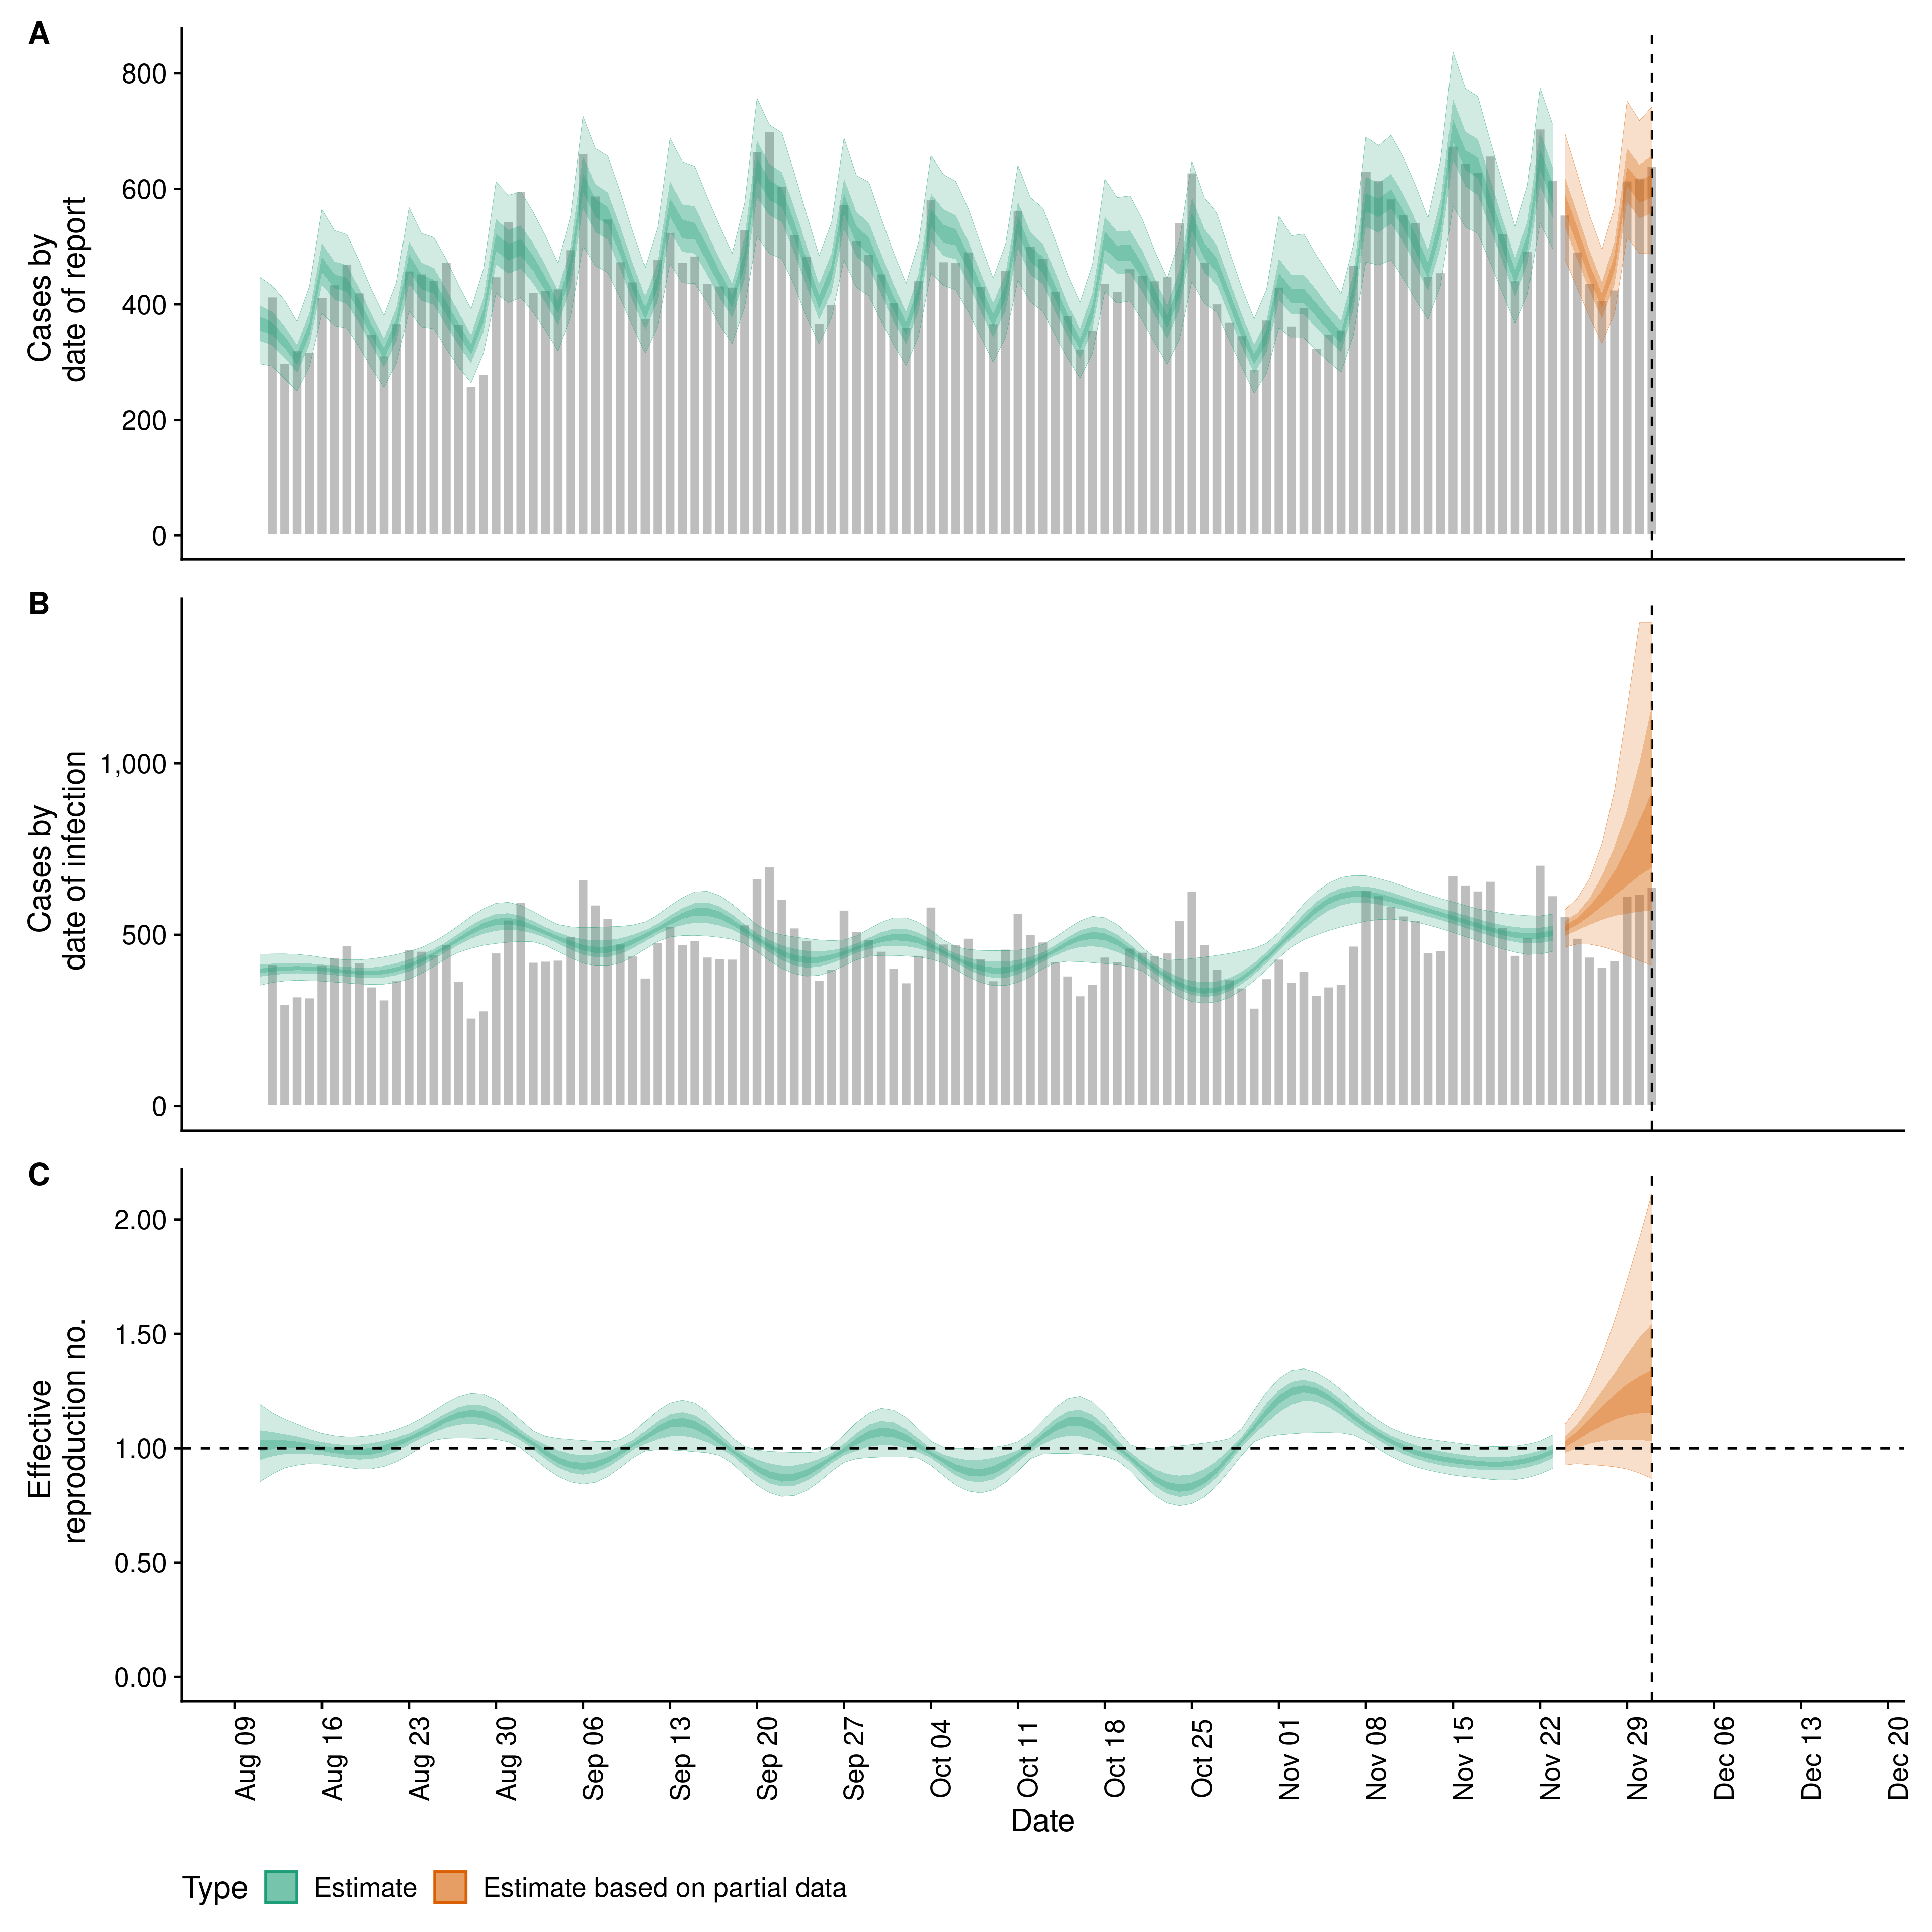 A
Cases by
date of report
800
600
400
200
0
B
Cases by
date of infection
1,000
500
0
C
Effective
reproduction no.
2.00
1.50
1.00
0.50
0.00
Aug 09
Aug 16
Aug 23
Aug 30
Sep 06
Sep 13
Sep 20
Sep 27
Oct 04
Oct 11
Oct 18
Oct 25
Nov 01
Nov 08
Nov 15
Nov 22
Nov 29
Dec 06
Dec 13
Dec 20
Date
Type Estimate Estimate based on partial data